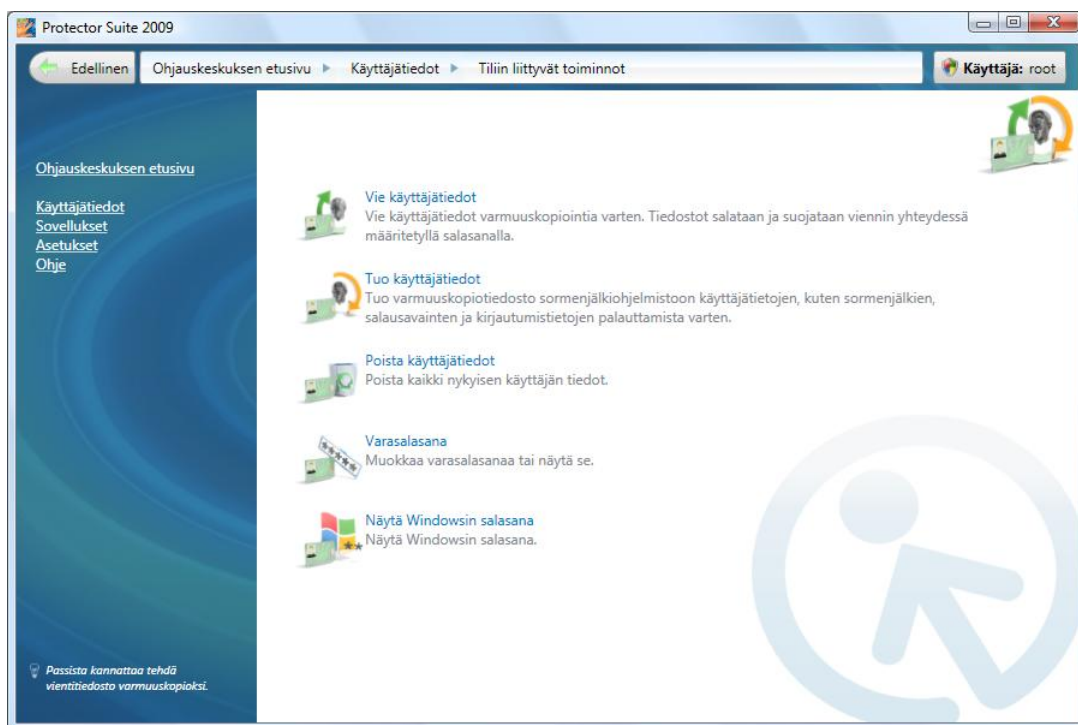 Protector Suite 2009
Edellinen
Ohjauskeskuksen etusivu
Käyttäjätiedot
Tiliin liittyvät toiminnot
Käyttäjä: root
Ohjauskeskuksen etusivu
Käyttäjätiedot
Sovellukset
Asetukset
Ohje
Vie käyttäjätiedot
Vie käyttäjätiedot varmuuskopiointia varten. Tiedostot salataan ja suojataan viennin yhteydessä
määritetyllä salasanalla.
Tuo käyttäjätiedot
Tuo varmuuskopiotiedosto sormenjälkiohjelmistoon käyttäjätietojen, kuten sormenjälkien,
salausavainten ja kirjautumistietojen palauttamista varten.
Poista käyttäjätiedot
Poista kaikki nykyisen käyttäjän tiedot.
Varasalasana
Muokkaa varasalasanaa tai näytä se.
Näytä Windowsin salasana
Näytä Windowsin salasana.
Passista kannattaa tehdä
vientitiedosto varmuuskopioksi.